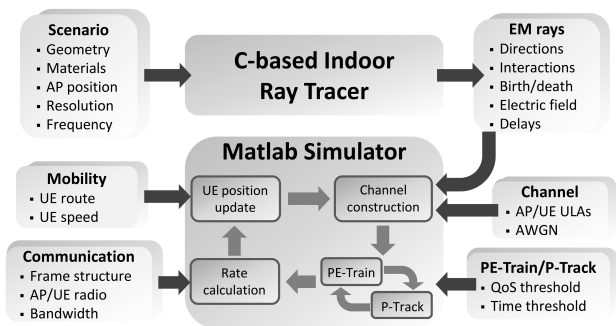 Scenario
▪ Geometry
▪ Materials
▪ AP position
▪ Resolution
▪ Frequency
C-based Indoor
Ray Tracer
EM rays
▪ Directions
▪ Interactions
▪ Birth/death
▪ Electric field
▪ Delays
Matlab Simulator
Mobility
▪ UE route
▪ UE speed
UE position
update
Channel
construction
Channel
▪ AP/UE ULAs
▪ AWGN
Communication
▪ Frame structure
▪ AP/UE radio
▪ Bandwidth
Rate
calculation
PE-Train
P-Track
PE-Train/P-Track
▪ QoS threshold
▪ Time threshold